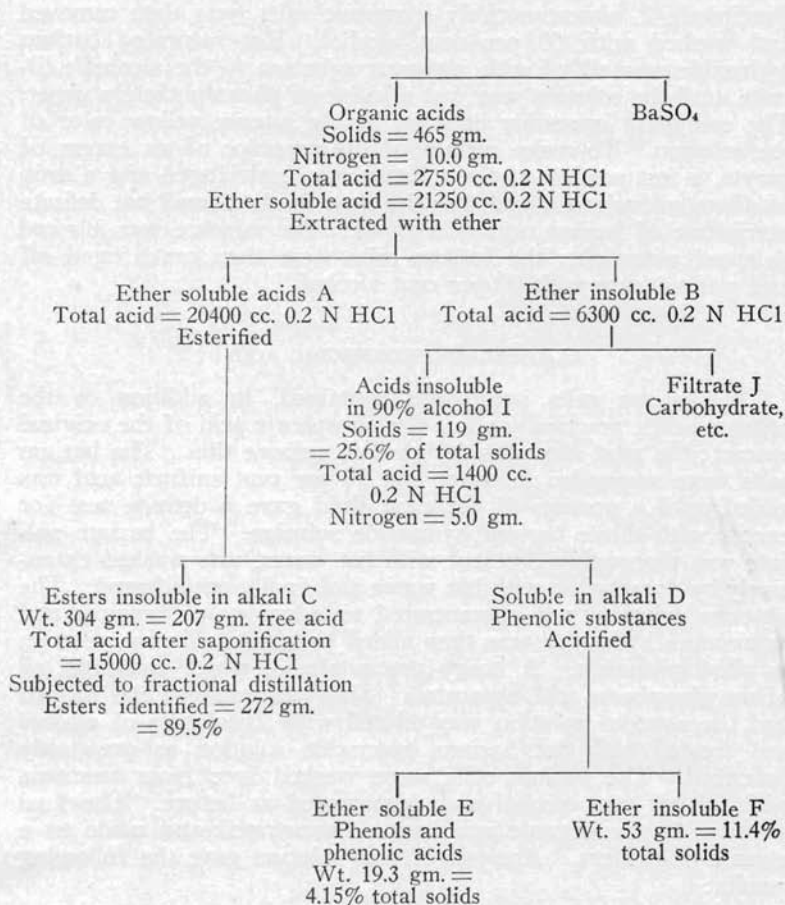 Organic acids
Solids = 465 gm.
Nitrogen = 10.0 gm.
Total acid = 27550 cc. 0.2 N HCl
Ether soluble acid = 21250 cc. 0.2 N HCl
Extracted with ether
BaSO₄
Ether soluble acids A
Total acid = 20400 cc. 0.2 N HCl
Esterified
Ether insoluble B
Total acid = 6300 cc. 0.2 N HCl
Acids insoluble
in 90% alcohol I
Solids = 119 gm.
= 25.6% of total solids
Total acid = 1400 cc.
0.2 N HCl
Nitrogen = 5.0 gm.
Filtrate J
Carbohydrate,
etc.
Esters insoluble in alkali C
Wt. 304 gm. = 207 gm. free acid
Total acid after saponification
= 15000 cc. 0.2 N HCl
Subjected to fractional distillation
Esters identified = 272 gm.
= 89.5%
Soluble in alkali D
Phenolic substances
Acidified
Ether soluble E
Phenols and
phenolic acids
Wt. 19.3 gm. =
4.15% total solids
Ether insoluble F
Wt. 53 gm. = 11.4%
total solids